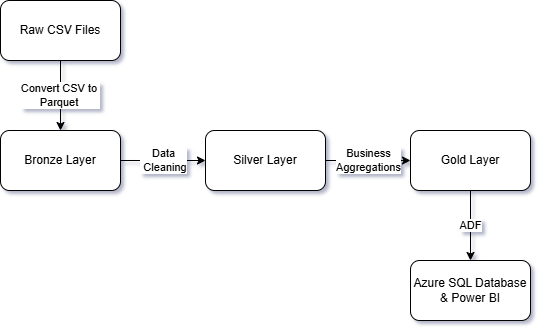 Raw CSV Files
Convert CSV to
Parquet
Bronze Layer
Data
Cleaning
Silver Layer
Business
Aggregations
Gold Layer
ADF
Azure SQL Database
& Power BI